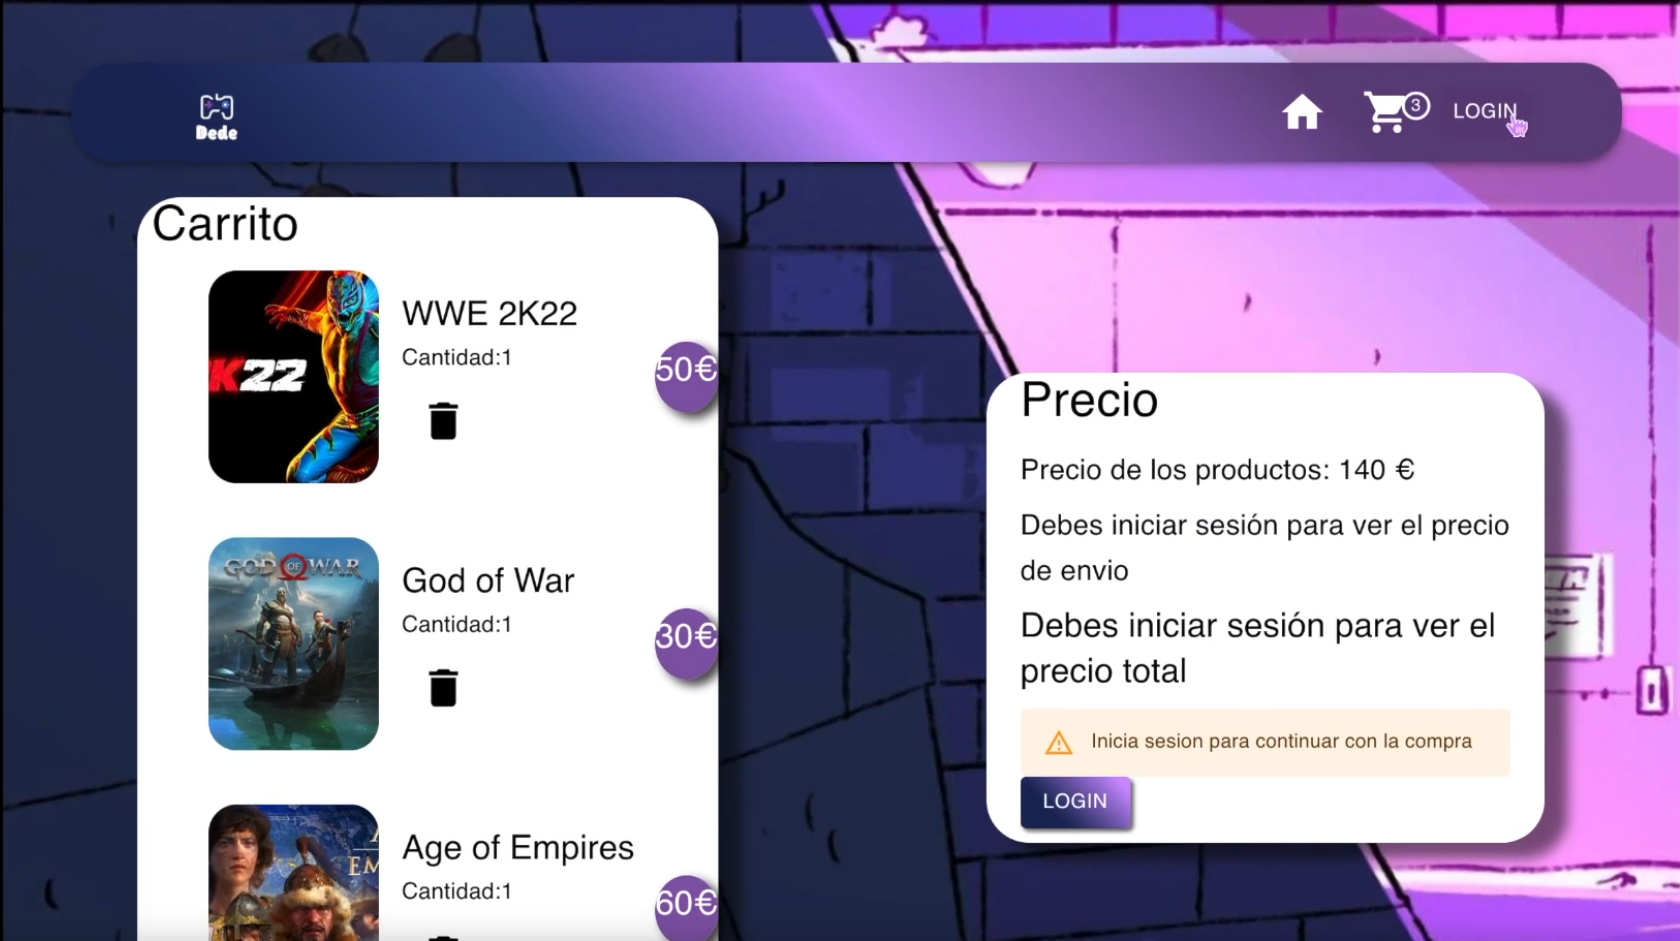 Dede
3
LOGIN
Carrito
K22
WWE 2K22
Cantidad:1
50€
GOD OF WAR
God of War
Cantidad:1
30€
Age of Empires
Cantidad:1
60€
Precio
Precio de los productos: 140 €
Debes iniciar sesión para ver el precio
de envio
Debes iniciar sesión para ver el
precio total
Inicia sesion para continuar con la compra
LOGIN